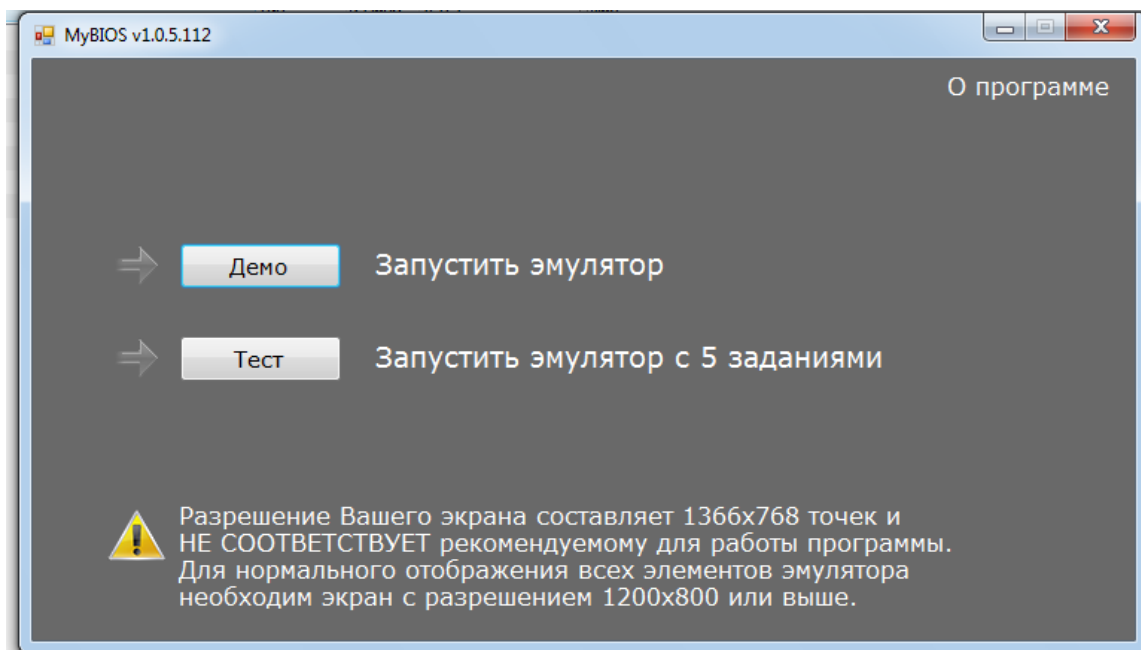 MyBIOS v1.0.5.112
О программе
Демо
Запустить эмулятор
Тест
Запустить эмулятор с 5 заданиями
Разрешение Вашего экрана составляет 1366x768 точек и
НЕ СООТВЕТСТВУЕТ рекомендуемому для работы программы.
Для нормального отображения всех элементов эмулятора
необходим экран с разрешением 1200x800 или выше.